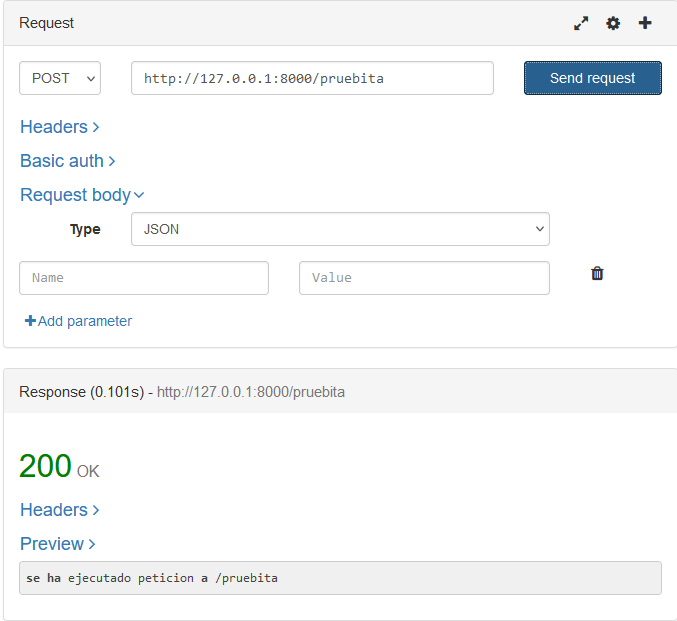 Request
POST
http://127.0.0.1:8000/pruebita
Send request
Headers
Basic auth
Request body
Type
JSON
Name
Value
Add parameter
Response (0.101s) - http://127.0.0.1:8000/pruebita
200 OK
Headers
Preview
se ha ejecutado peticion a /pruebita